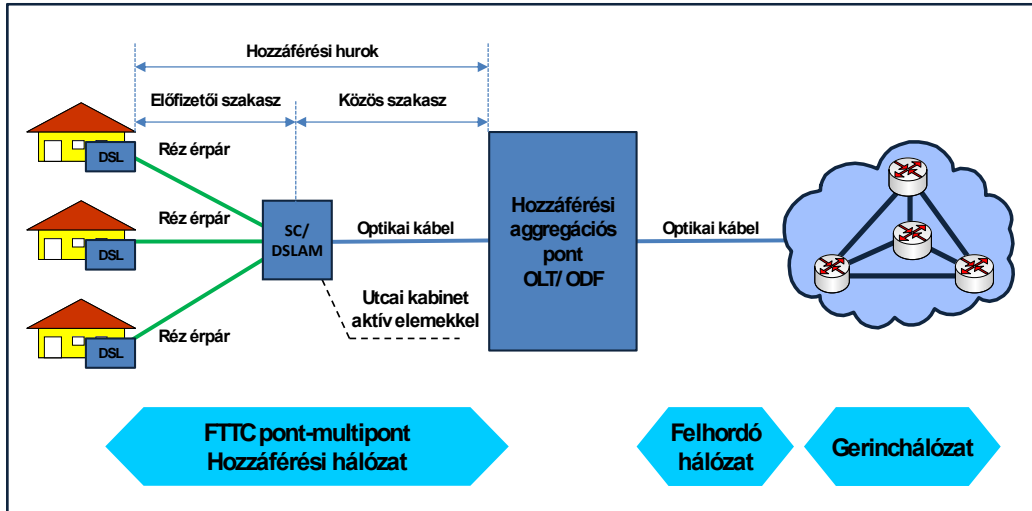 Hozzáférési hurok
Előfizetői szakasz
Közös szakasz
Réz érpár
DSL
Réz érpár
DSL
Réz érpár
DSL
SC/
DSLAM
Optikai kábel
Utcai kabinet
aktív elemekkel
Hozzáférési
aggregációs
pont
OLT/ ODF
Optikai kábel
FTTC pont-multipont
Hozzáférési hálózat
Felhordó
hálózat
Gerinchálózat